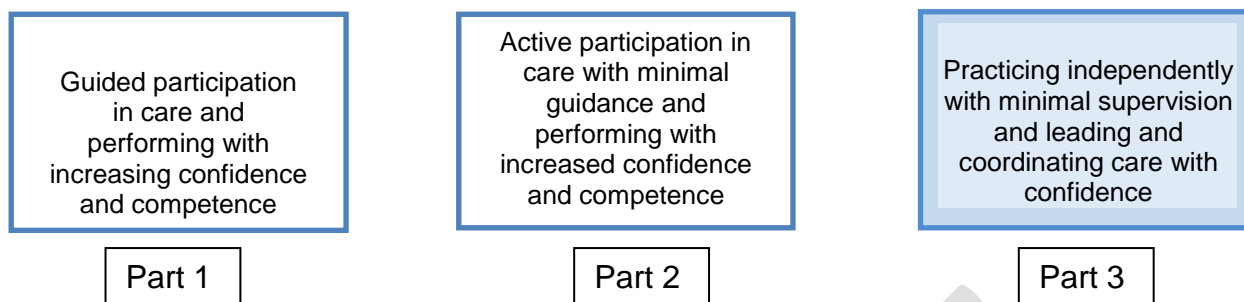 Guided participation
in care and
performing with
increasing confidence
and competence
Part 1
Active participation in
care with minimal
guidance and
performing with
increased confidence
and competence
Part 2
Practicing independently
with minimal supervision
and leading and
coordinating care with
confidence
Part 3